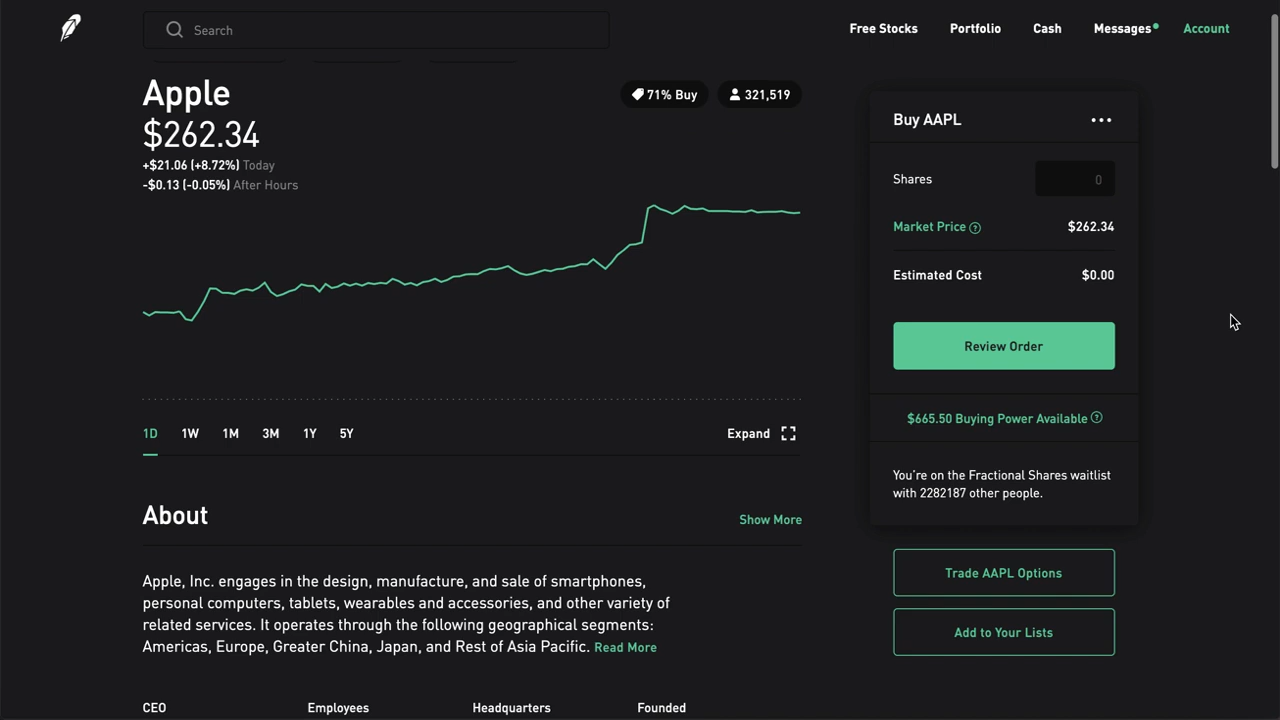 Search
Free Stocks
Portfolio
Cash
Messages
Account
Apple
71% Buy
321,519
$262.34
+$21.06 (+8.72%) Today
-$0.13 (-0.05%) After Hours
1D
1W
1M
3M
1Y
5Y
Expand
About
Show More
Apple, Inc. engages in the design, manufacture, and sale of smartphones,
personal computers, tablets, wearables and accessories, and other variety of
related services. It operates through the following geographical segments:
Americas, Europe, Greater China, Japan, and Rest of Asia Pacific. Read More
CEO
Employees
Headquarters
Founded
Buy AAPL
Shares
0
Market Price
$262.34
Estimated Cost
$0.00
Review Order
$665.50 Buying Power Available
You're on the Fractional Shares waitlist
with 2282187 other people.
Trade AAPL Options
Add to Your Lists